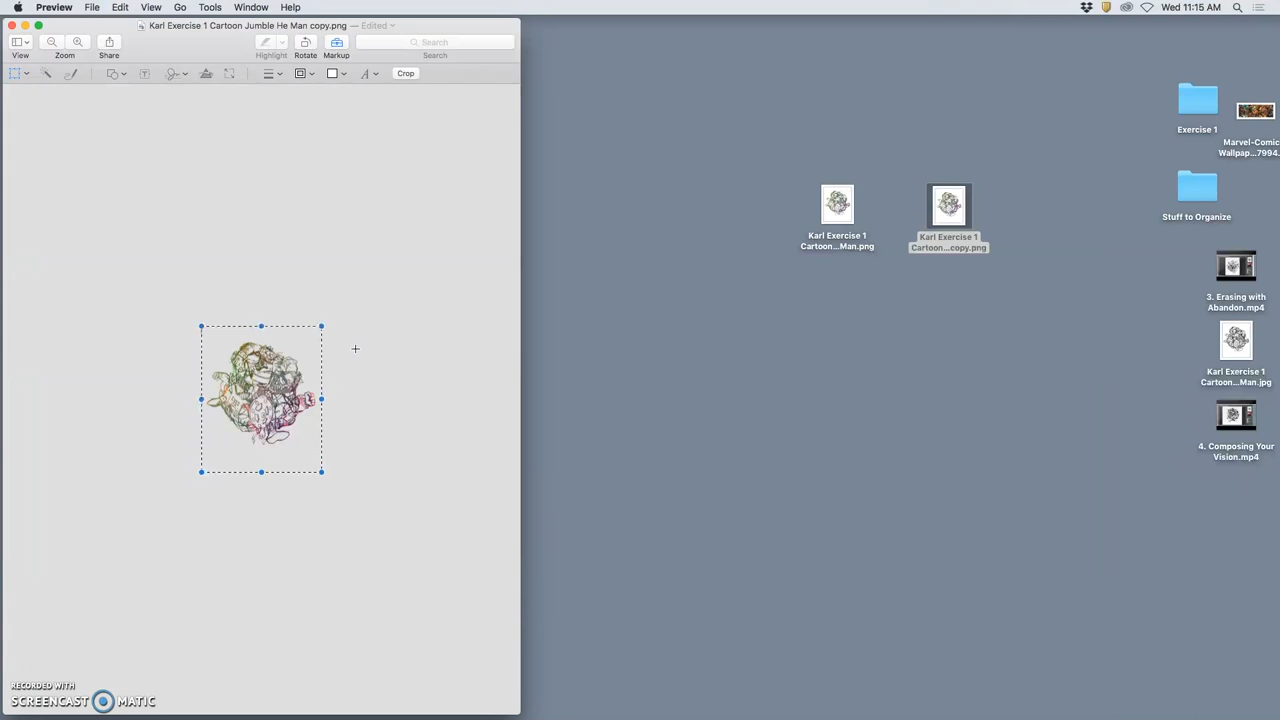 Preview File Edit View Go Tools Window Help Wed 11:15 AM
Karl Exercise 1 Cartoon Jumble He Man copy.png — Edited
Search
View Zoom Share Highlight Rotate Markup Search
A Crop
Exercise 1
Marvel-Comic
Wallpap...7994.
Stuff to Organize
Karl Exercise 1
Cartoon...Man.png
Karl Exercise 1
Cartoon...copy.png
3. Erasing with
Abandon.mp4
Karl Exercise 1
Cartoon...Man.jpg
4. Composing Your
Vision.mp4
RECORDED WITH
SCREENCAST MATIC